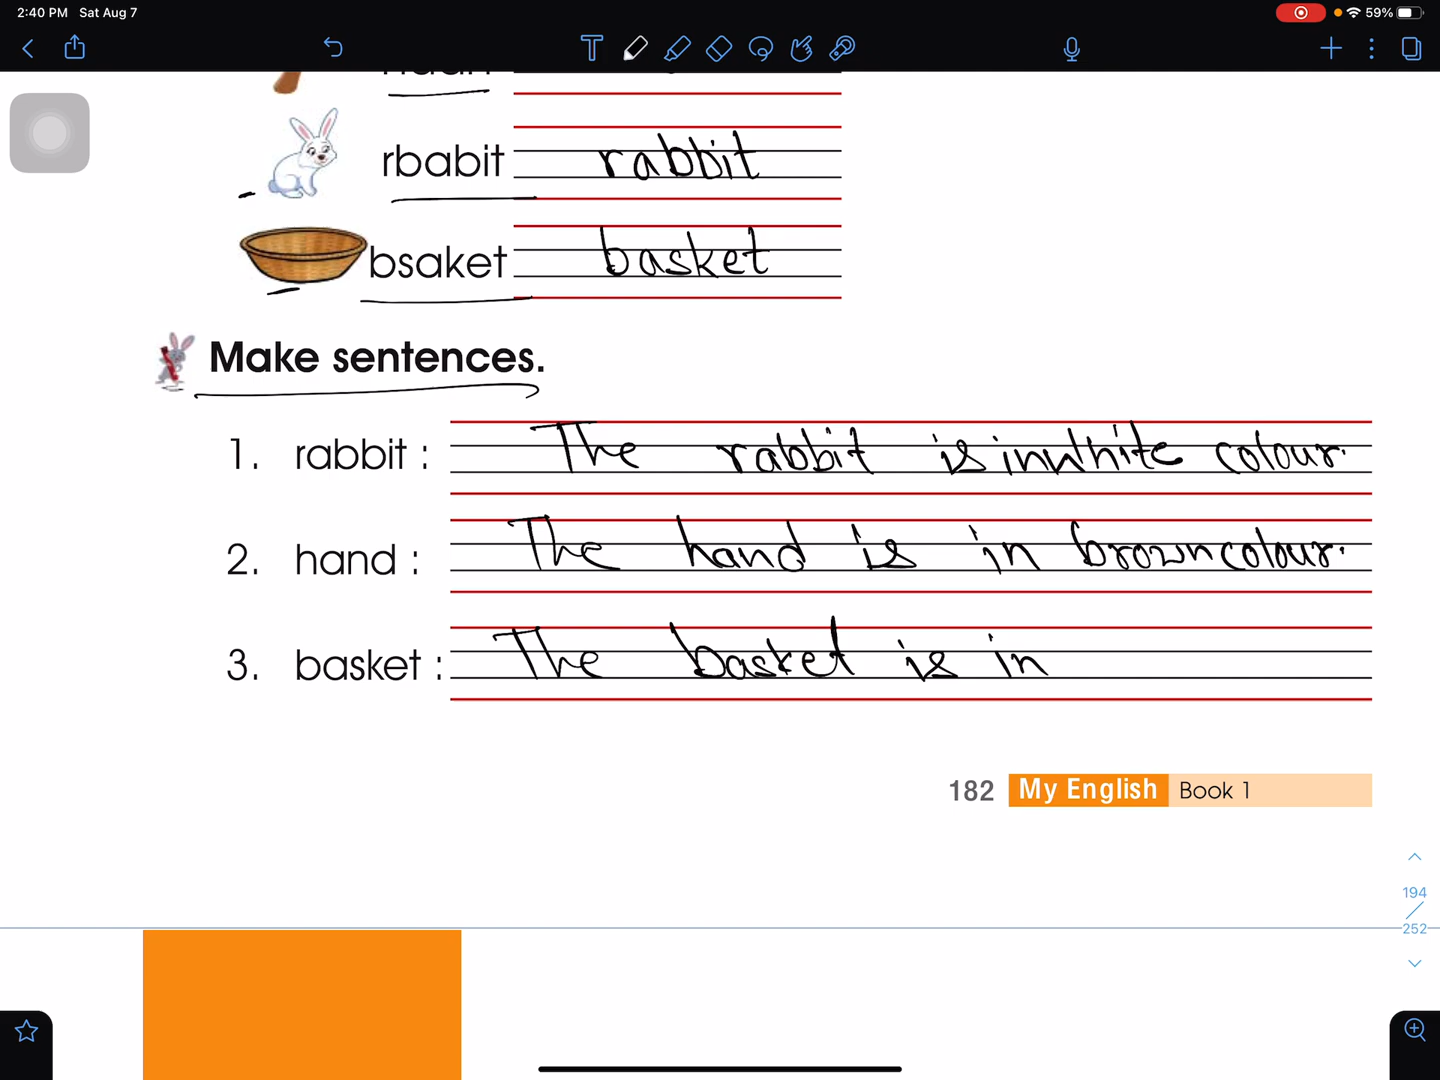 2:40 PM Sat Aug 7
59%
T
rbabit rabbit
bsaket basket
Make sentences.
1. rabbit : The rabbit is in white colour.
2. hand : The hand is in brown colour.
3. basket : The basket is in
182 My English Book 1
194
252